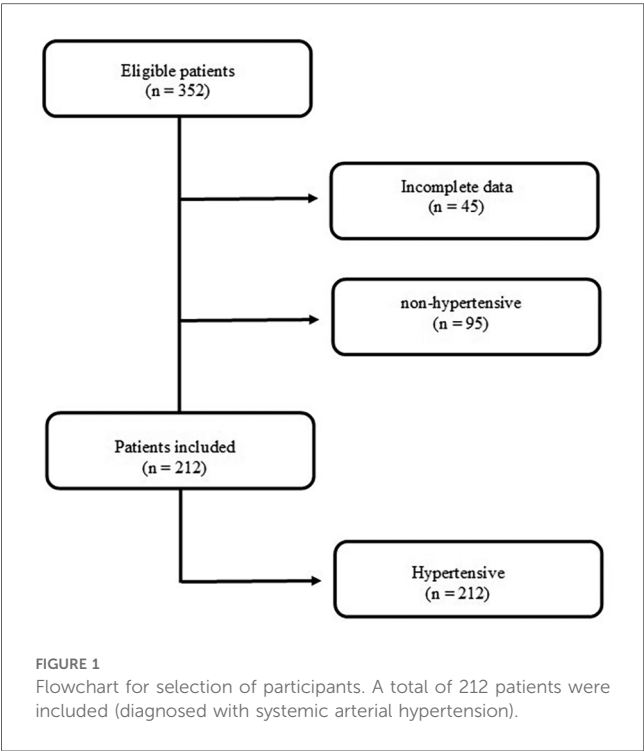 Eligible patients
(n = 352)
Incomplete data
(n = 45)
non-hypertensive
(n = 95)
Patients included
(n = 212)
Hypertensive
(n = 212)
FIGURE 1
Flowchart for selection of participants. A total of 212 patients were
included (diagnosed with systemic arterial hypertension).